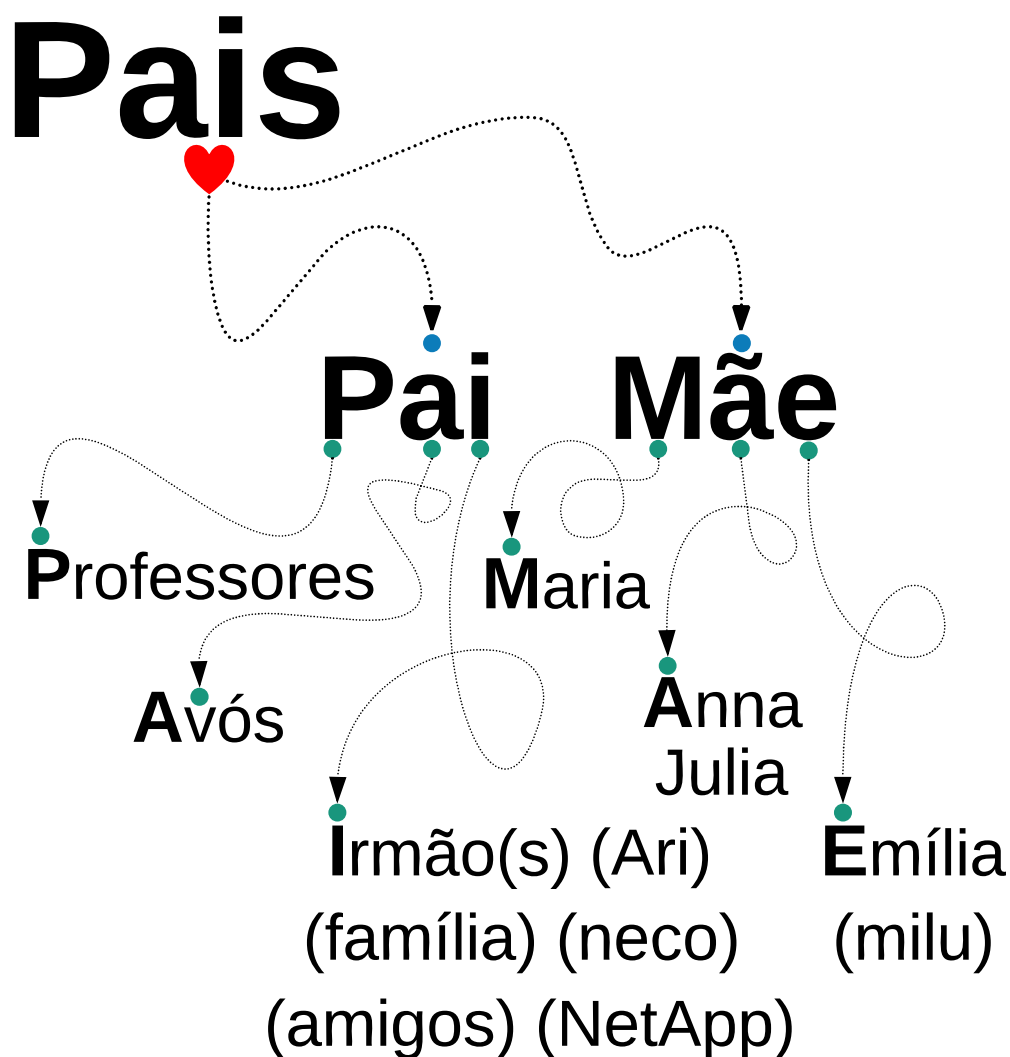 Pais
Pai Mãe
Professores
Maria
Avós
Anna
Julia
Irmão(s) (Ari)
(família) (neco)
(amigos) (NetApp)
Emília
(milu)